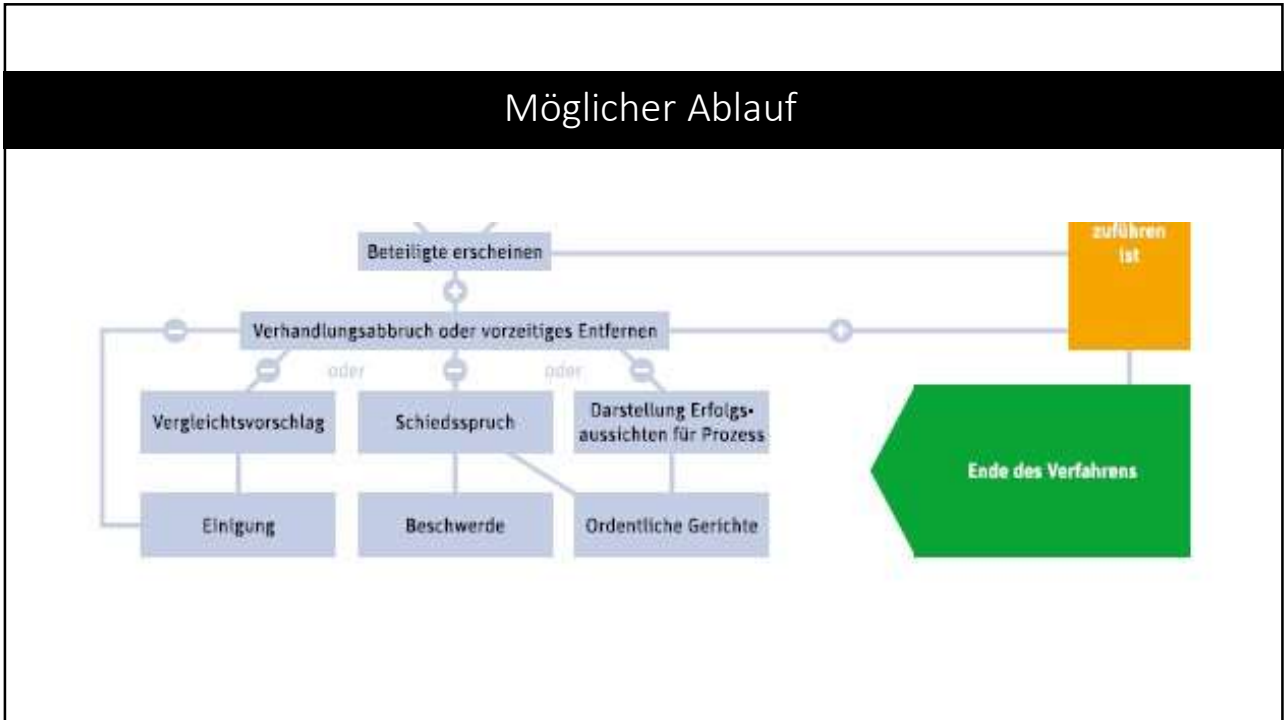 Möglicher Ablauf
zuführen
ist
Beteiligte erscheinen
Verhandlungsabbruch oder vorzeitiges Entfernen
oder
oder
Vergleichtsvorschlag
Schiedsspruch
Darstellung Erfolgs-
aussichten für Prozess
Ende des Verfahrens
Einigung
Beschwerde
Ordentliche Gerichte